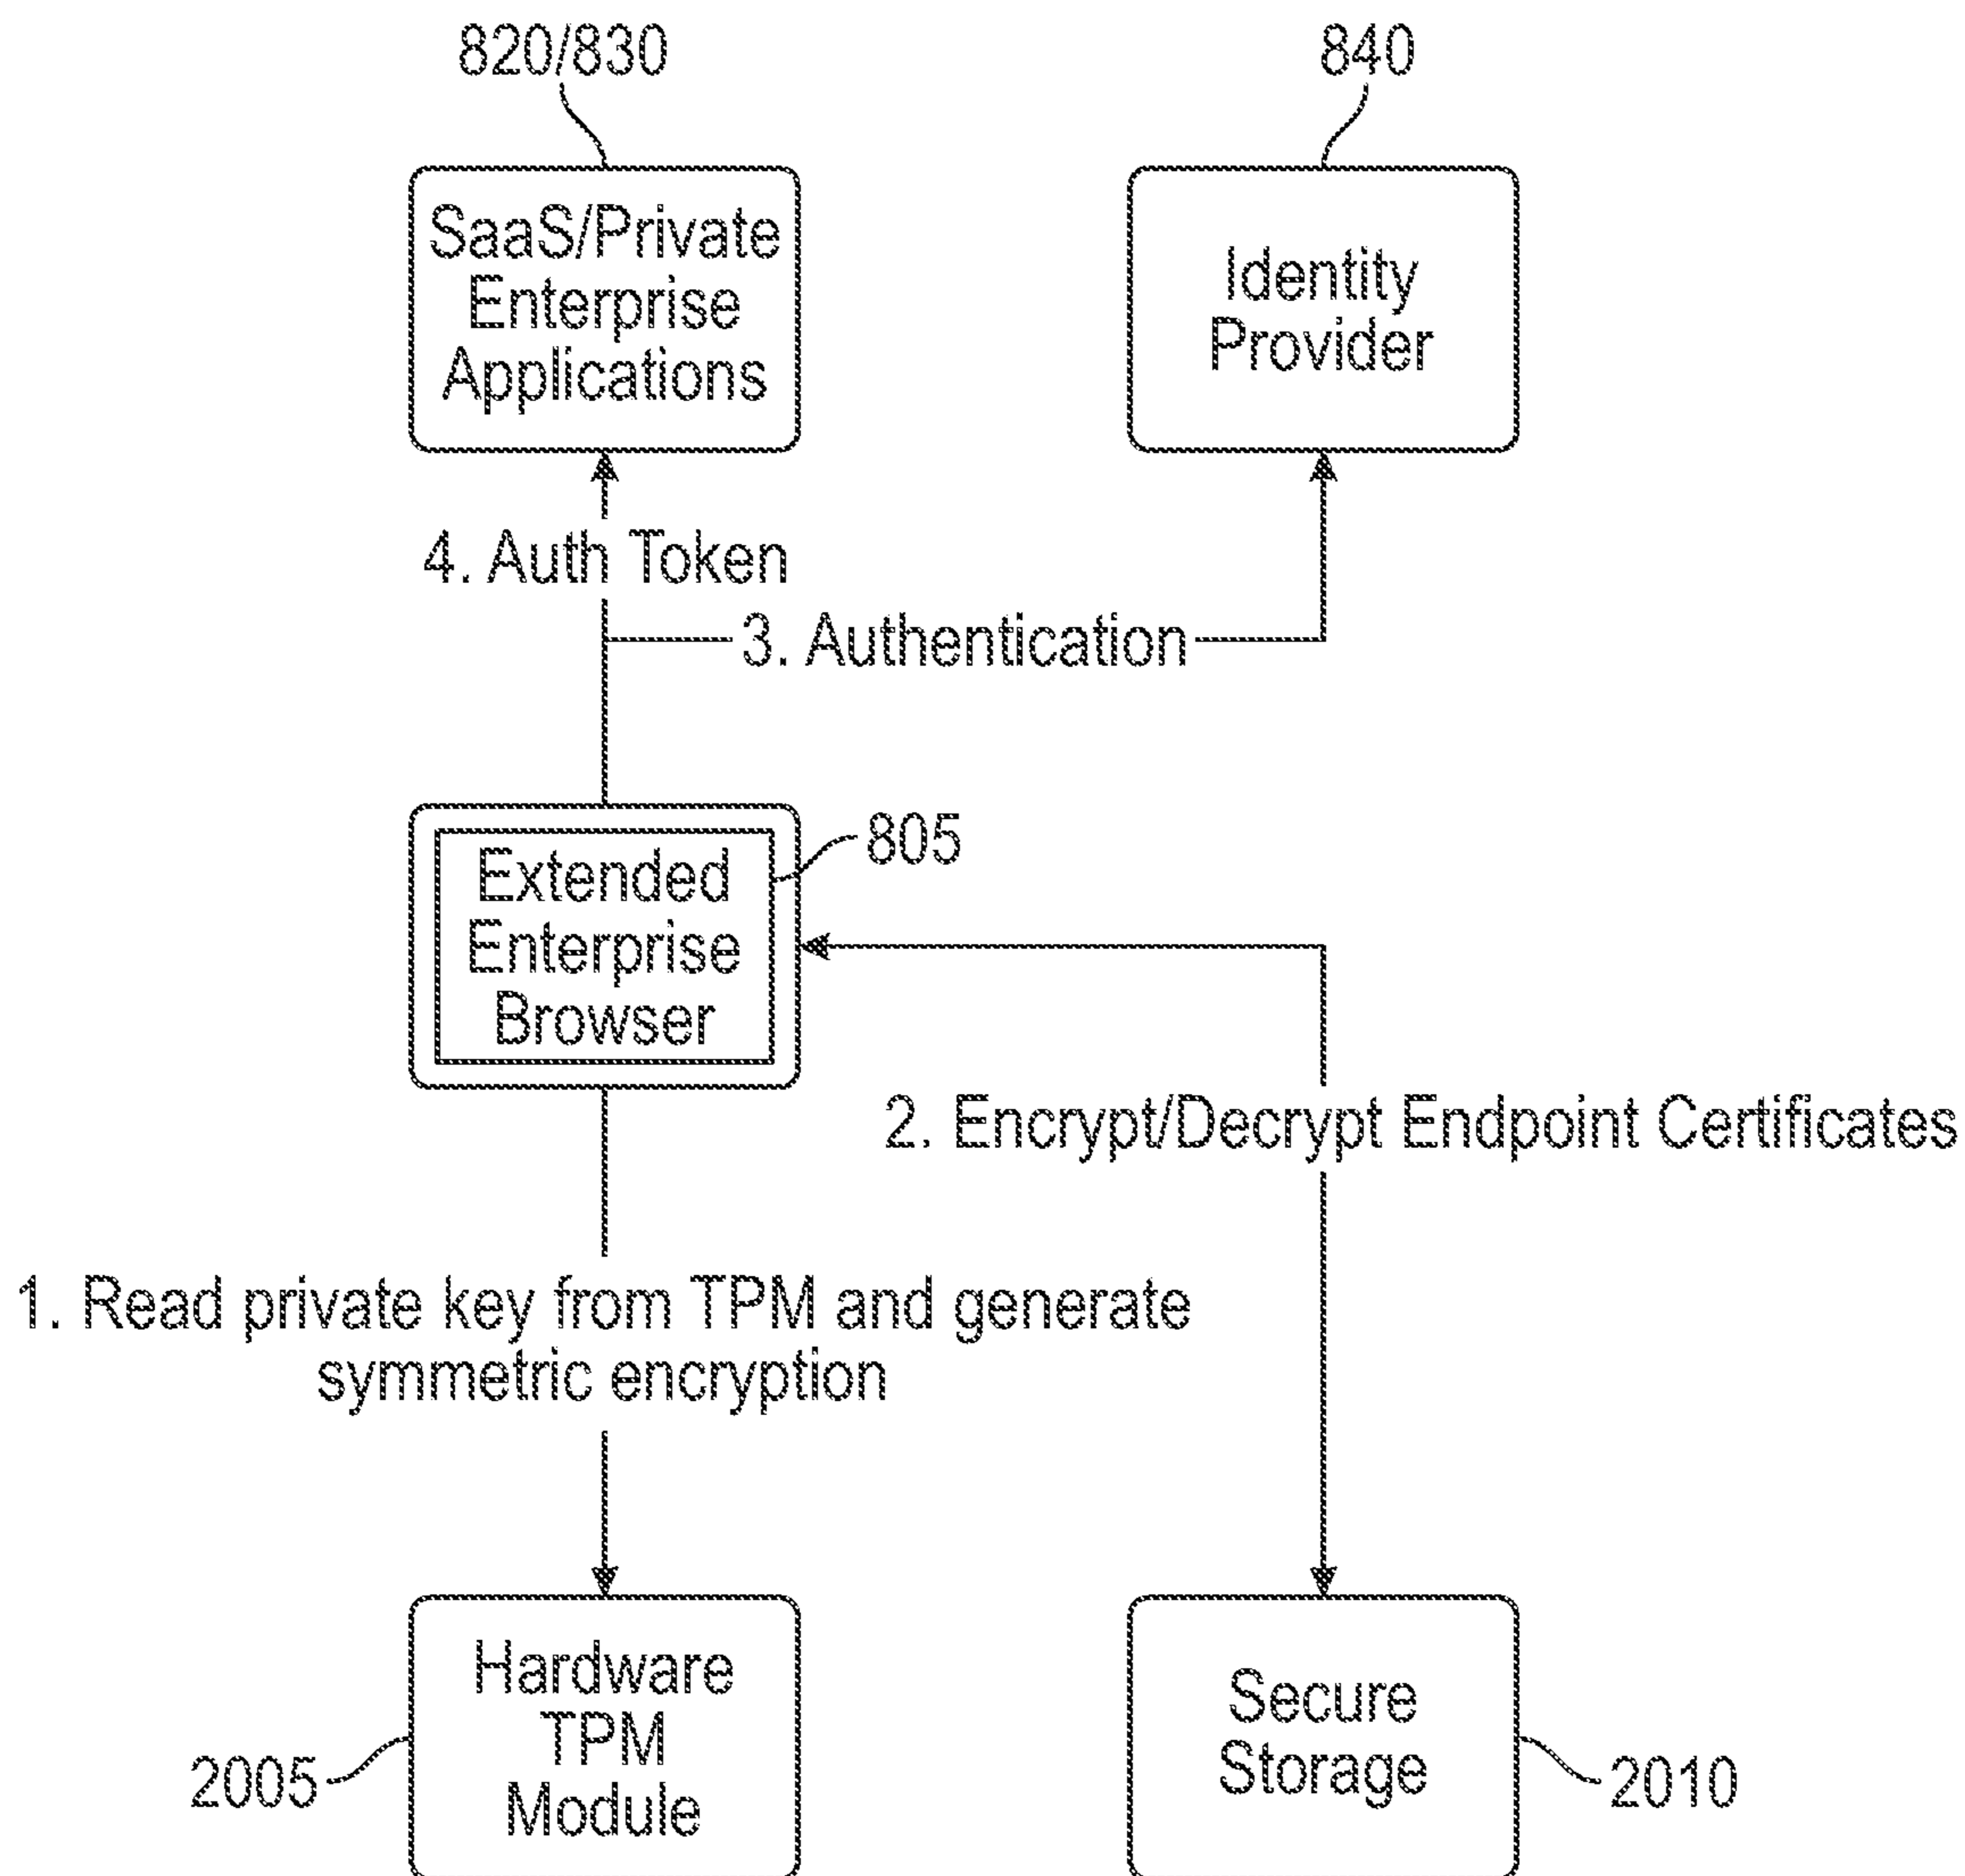 820/830
840
SaaS/Private
Enterprise
Applications
Identity
Provider
4. Auth Token
3. Authentication
805
Extended
Enterprise
Browser
2. Encrypt/Decrypt Endpoint Certificates
1. Read private key from TPM and generate
symmetric encryption
Hardware
TPM
Module
2005
Secure
Storage
2010